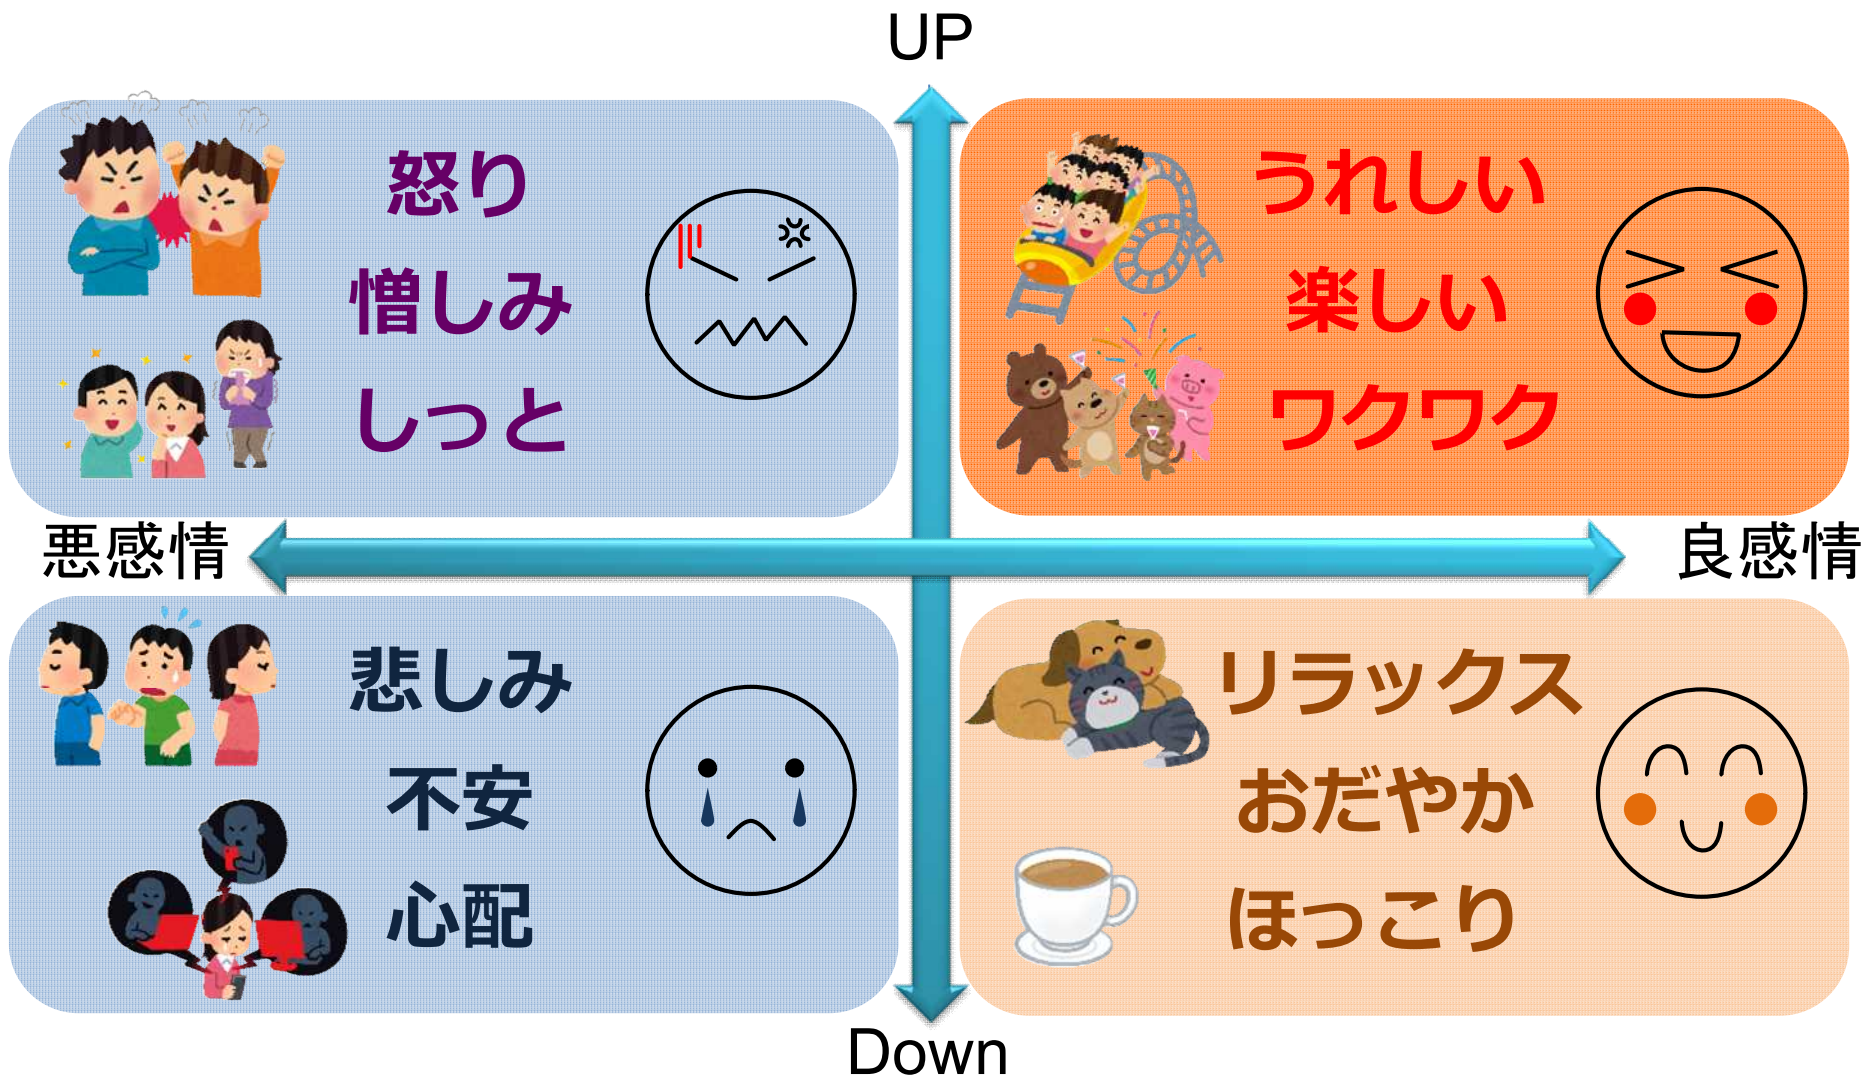 UP
怒り
憎しみ
しっと
うれしい
楽しい
ワクワク
悪感情
良感情
悲しみ
不安
心配
リラックス
おだやか
ほっこり
Down